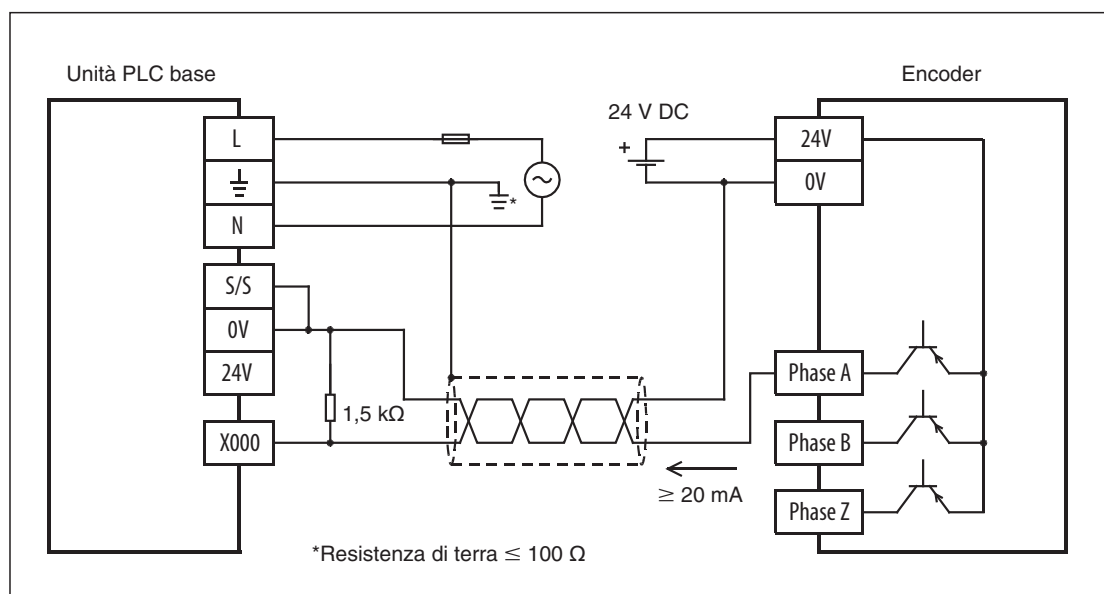 Unità PLC base
Encoder
24 V DC
L
N
S/S
0V
24V
X000
+
*
24V
0V
1,5 kΩ
Phase A
Phase B
Phase Z
≥ 20 mA
*Resistenza di terra ≤ 100 Ω